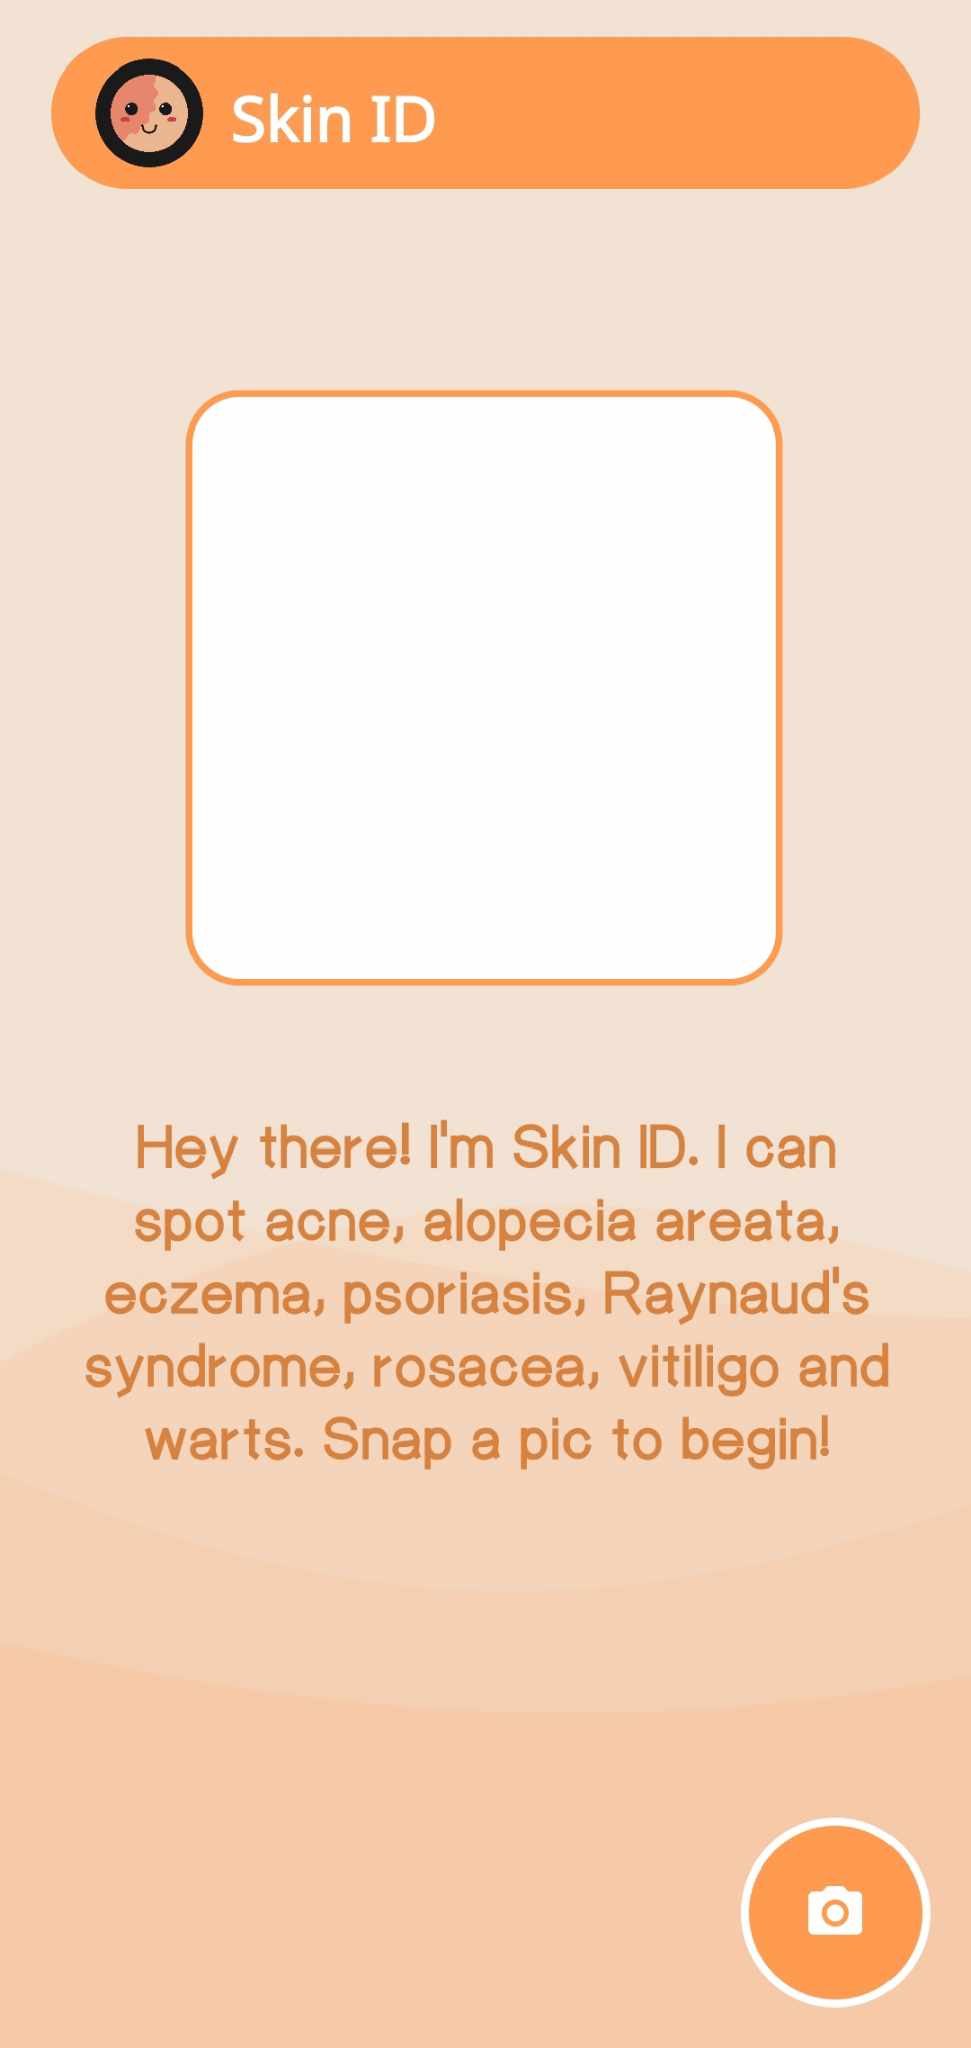 Skin ID
Hey there! I'm Skin ID. I can
spot acne, alopecia areata,
eczema, psoriasis, Raynaud's
syndrome, rosacea, vitiligo and
warts. Snap a pic to begin!